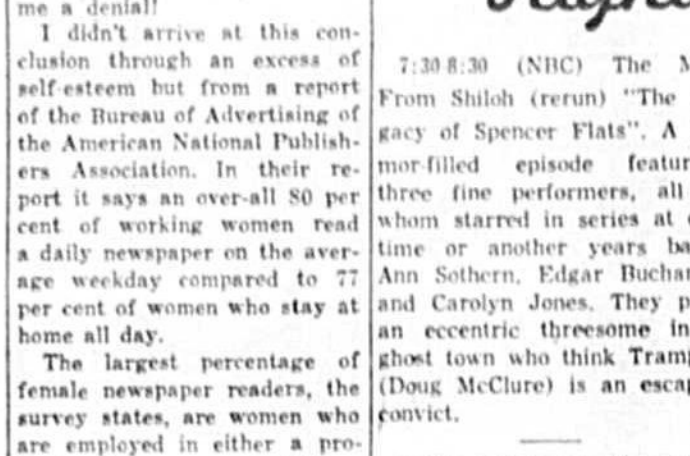 me a denial!
I didn't arrive at this con-
clusion through an excess of
self-esteem but from a report
of the Bureau of Advertising of
the American National Publish-
ers Association. In their re-
port it says an over-all 80 per
cent of working women read
a daily newspaper on the aver-
age weekday compared to 77
per cent of women who stay at
home all day.
The largest percentage of
female newspaper readers, the
survey states, are women who
are employed in either a pro-
7:30-8:30 (NBC) The M
From Shiloh (rerun) "The
gacy of Spencer Flats". A
mor-filled episode featur
three fine performers, all
whom starred in series at
time or another years ba
Ann Sothern, Edgar Buchan
and Carolyn Jones. They p
an eccentric threesome in
ghost town who think Tramp
(Doug McClure) is an escap
convict.